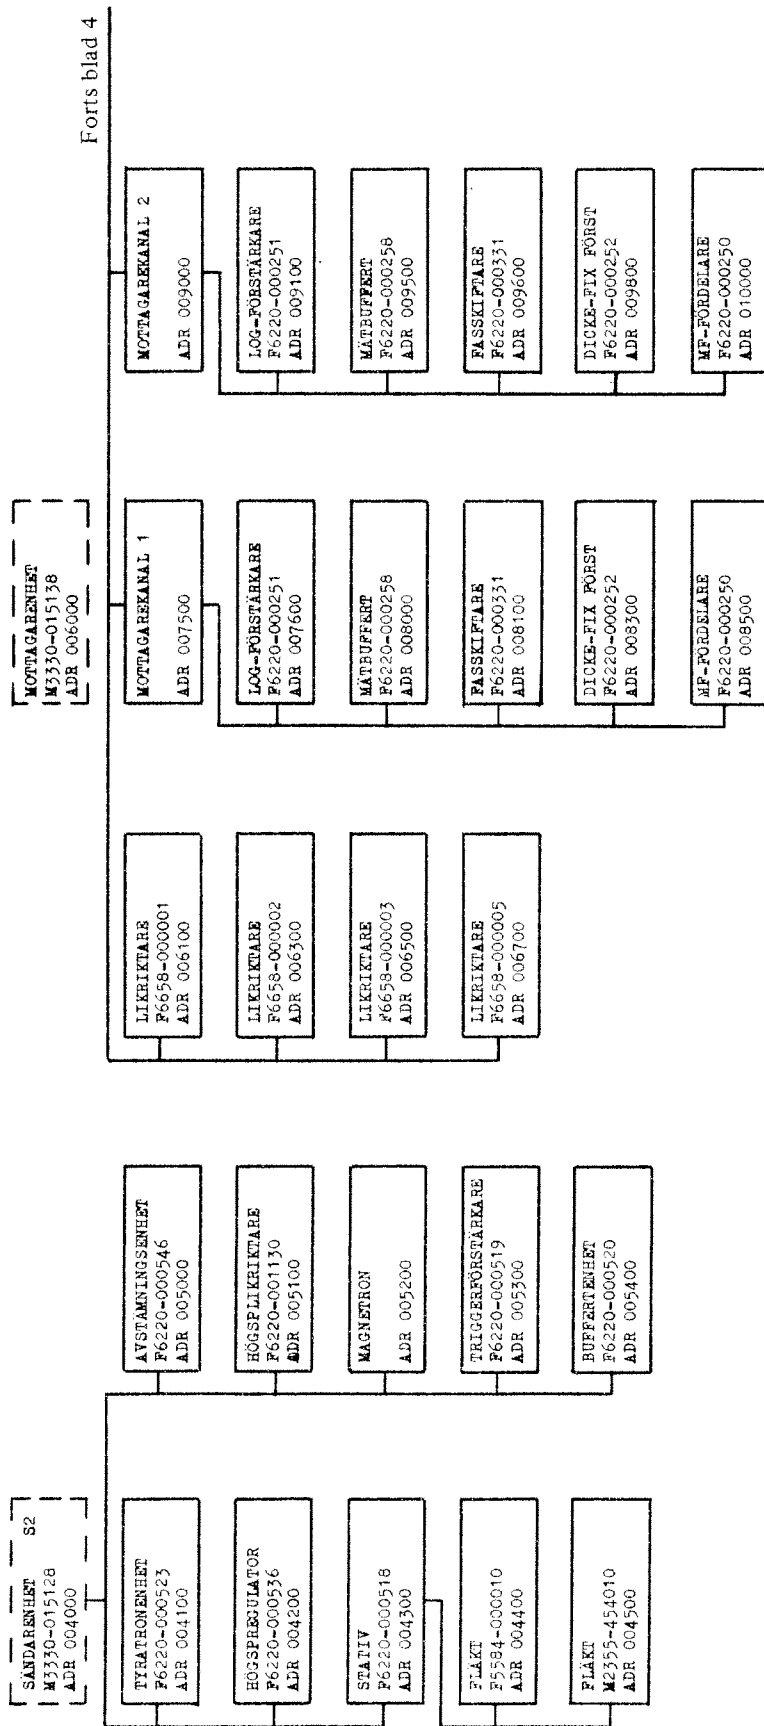 SÄNDARENHET S2
M3330-015128
ADR 004000
TYRATRONENHET
F6220-000523
ADR 004100
HÖGSPREGULATOR
F6220-000536
ADR 004200
STATIV
F6220-000518
ADR 004300
FLÄKT
F5584-000010
ADR 004400
FLÄKT
M2355-454010
ADR 004500
AVSTÄMNINGSENHET
F6220-000546
ADR 005000
HÖGSPLIKRIKTARE
F6220-001130
ADR 005100
MAGNETRON
ADR 005200
TRIGGERFÖRSTÄRKARE
F6220-000519
ADR 005300
BUFFERTENHET
F6220-000520
ADR 005400
MOTTAGARENHET
M3330-015138
ADR 006000
Forts blad 4
LIKRIKTARE
F6658-000001
ADR 006100
LIKRIKTARE
F6658-000002
ADR 006300
LIKRIKTARE
F6658-000003
ADR 006500
LIKRIKTARE
F6658-000005
ADR 006700
MOTTAGAREKANAL 1
ADR 007500
LOG-FÖRSTÄRKARE
F6220-000251
ADR 007600
MÄTBUFFERT
F6220-000258
ADR 008000
FASSKIFTARE
F6220-000331
ADR 008100
DICKE-FIX FÖRST
F6220-000252
ADR 008300
MF-FÖRDELARE
F6220-000250
ADR 008500
MOTTAGAREKANAL 2
ADR 009000
LOG-FÖRSTÄRKARE
F6220-000251
ADR 009100
MÄTBUFFERT
F6220-000258
ADR 009500
FASSKIFTARE
F6220-000331
ADR 009600
DICKE-FIX FÖRST
F6220-000252
ADR 009800
MF-FÖRDELARE
F6220-000250
ADR 010000